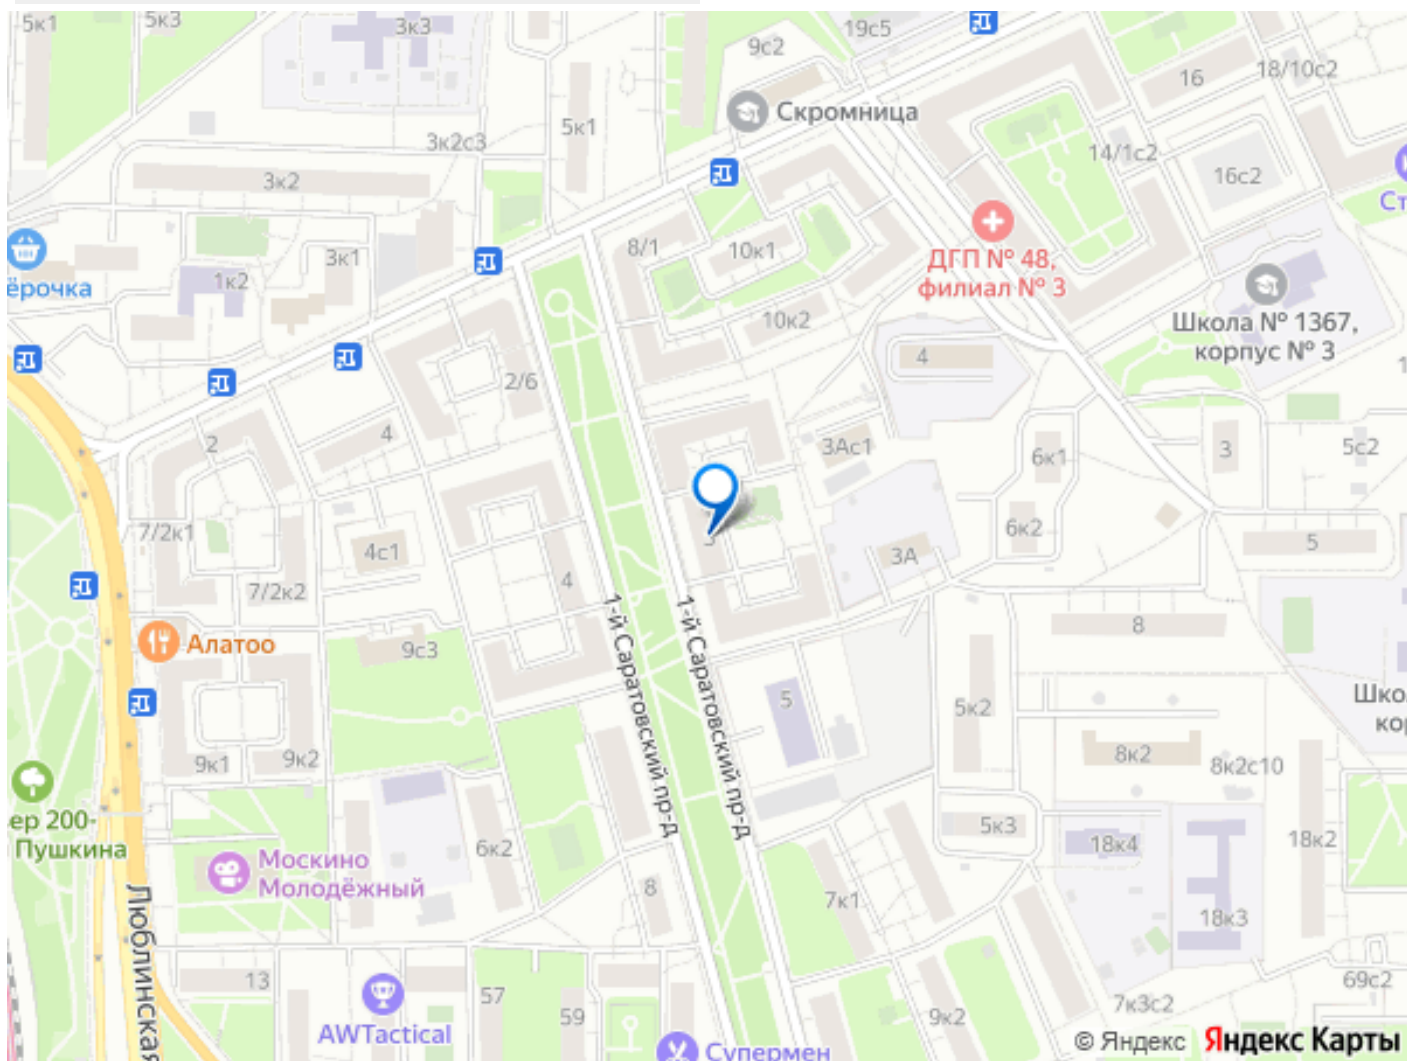 5к1
5к3
3к3
19с5
9с2
16
18/10с2
Скромница
5к1
3к2с3
14/1с2
3к2
16с2
Ст
8/1
10к1
ДГП № 48,
филиал № 3
3к1
1к2
ёрочка
10к2
Школа № 1367,
корпус № 3
4
2/6
2
4
3Ас1
6к1
3
5с2
7/2к1
4с1
6к2
5
3
3А
4
7/2к2
1-й Саратовский пр-д
1-й Саратовский пр-д
8
Алатоо
9с3
5
5к2
Шко
кор
9к1
9к2
8к2
8к2с10
ер 200-
Пушкина
Москино
Молодёжный
6к2
5к3
18к4
18к2
8
7к1
18к3
Люблинская
13
57
59
9к2
7к3с2
69с2
AWTactical
Супермен
© Яндекс Яндекс Карты